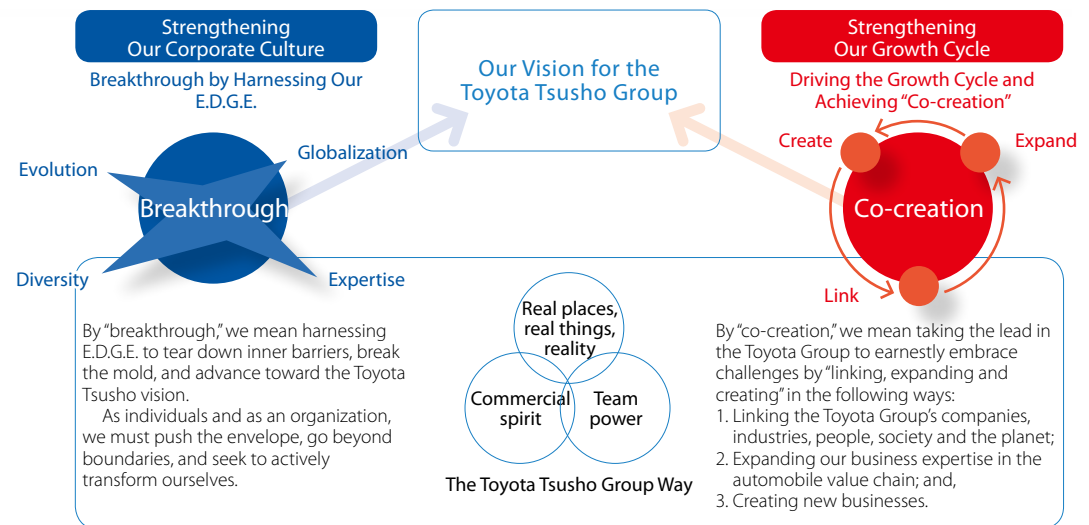 Strengthening
Our Corporate Culture
Breakthrough by Harnessing Our
E.D.G.E.
Evolution
Globalization
Breakthrough
Diversity
Expertise
Our Vision for the
Toyota Tsusho Group
Strengthening
Our Growth Cycle
Driving the Growth Cycle and
Achieving “Co-creation”
Create
Expand
Co-creation
Link
By “breakthrough,” we mean harnessing
E.D.G.E. to tear down inner barriers, break
the mold, and advance toward the Toyota
Tsusho vision.
As individuals and as an organization,
we must push the envelope, go beyond
boundaries, and seek to actively
transform ourselves.
Real places,
real things,
reality
Commercial
spirit
Team
power
The Toyota Tsusho Group Way
By “co-creation,” we mean taking the lead in
the Toyota Group to earnestly embrace
challenges by “linking, expanding and
creating” in the following ways:
1. Linking the Toyota Group’s companies,
industries, people, society and the planet;
2. Expanding our business expertise in the
automobile value chain; and,
3. Creating new businesses.